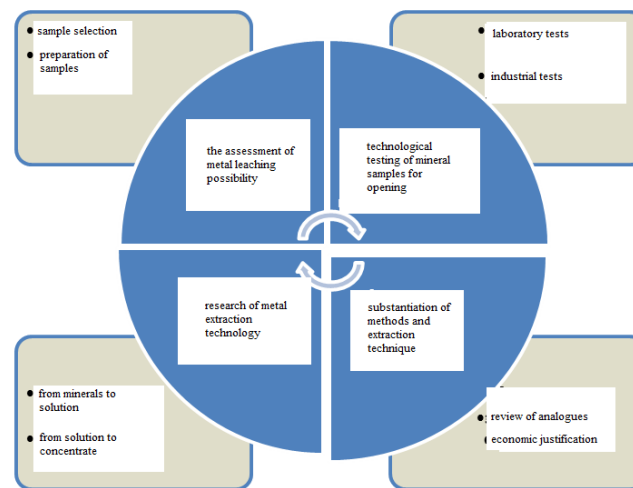 sample selection
preparation of
samples
laboratory tests
industrial tests
the assessment of
metal leaching
possibility
technological
testing of mineral
samples for
opening
research of metal
extraction
technology
substantiation of
methods and
extraction
technique
from minerals to
solution
from solution to
concentrate
review of analogues
economic justification